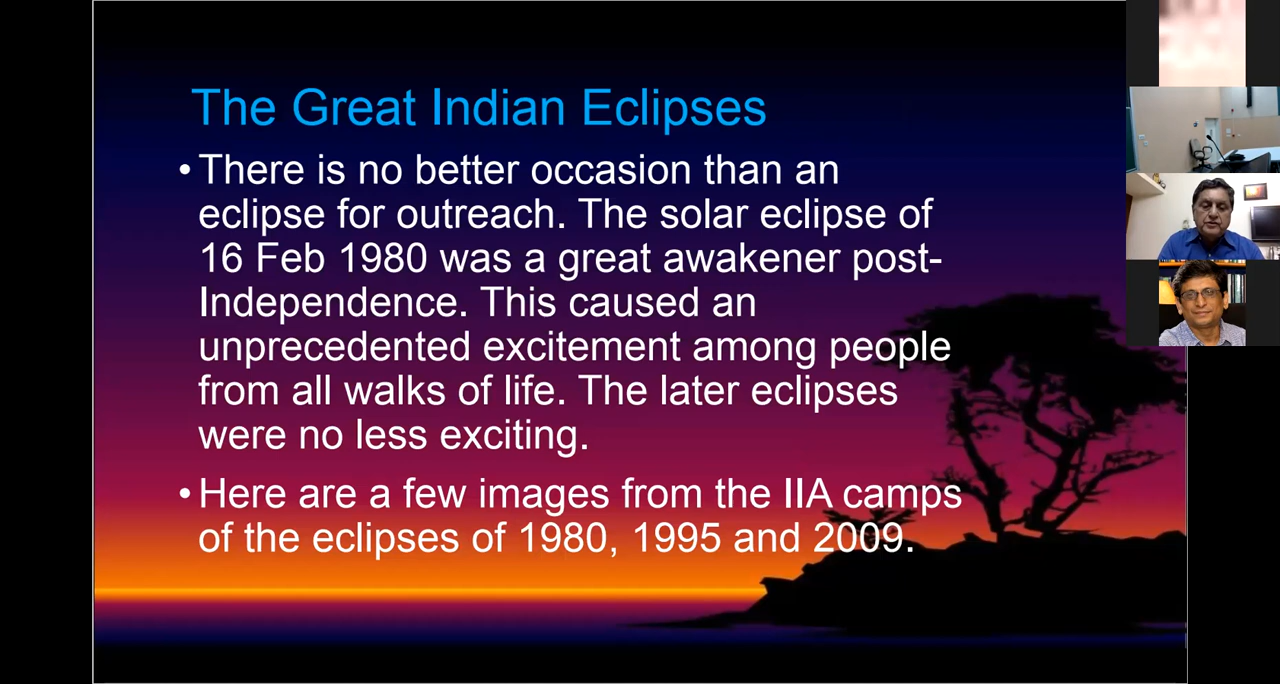 The Great Indian Eclipses
• There is no better occasion than an
eclipse for outreach. The solar eclipse of
16 Feb 1980 was a great awakener post-
Independence. This caused an
unprecedented excitement among people
from all walks of life. The later eclipses
were no less exciting.
• Here are a few images from the IIA camps
of the eclipses of 1980, 1995 and 2009.